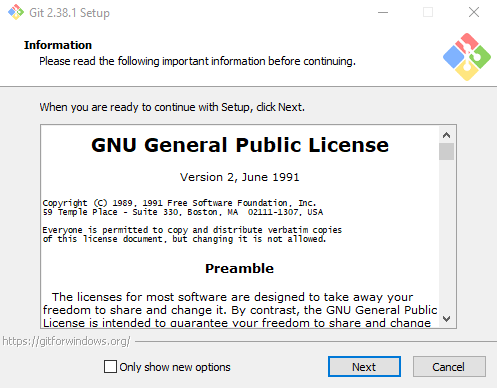 Git 2.38.1 Setup
Information
Please read the following important information before continuing.
When you are ready to continue with Setup, click Next.
GNU General Public License
Version 2, June 1991
Copyright (C) 1989, 1991 Free Software Foundation, Inc.
59 Temple Place - Suite 330, Boston, MA  02111-1307, USA
Everyone is permitted to copy and distribute verbatim copies
of this license document, but changing it is not allowed.
Preamble
The licenses for most software are designed to take away your
freedom to share and change it. By contrast, the GNU General Public
License is intended to guarantee your freedom to share and change
https://gitforwindows.org/
Only show new options
Next
Cancel